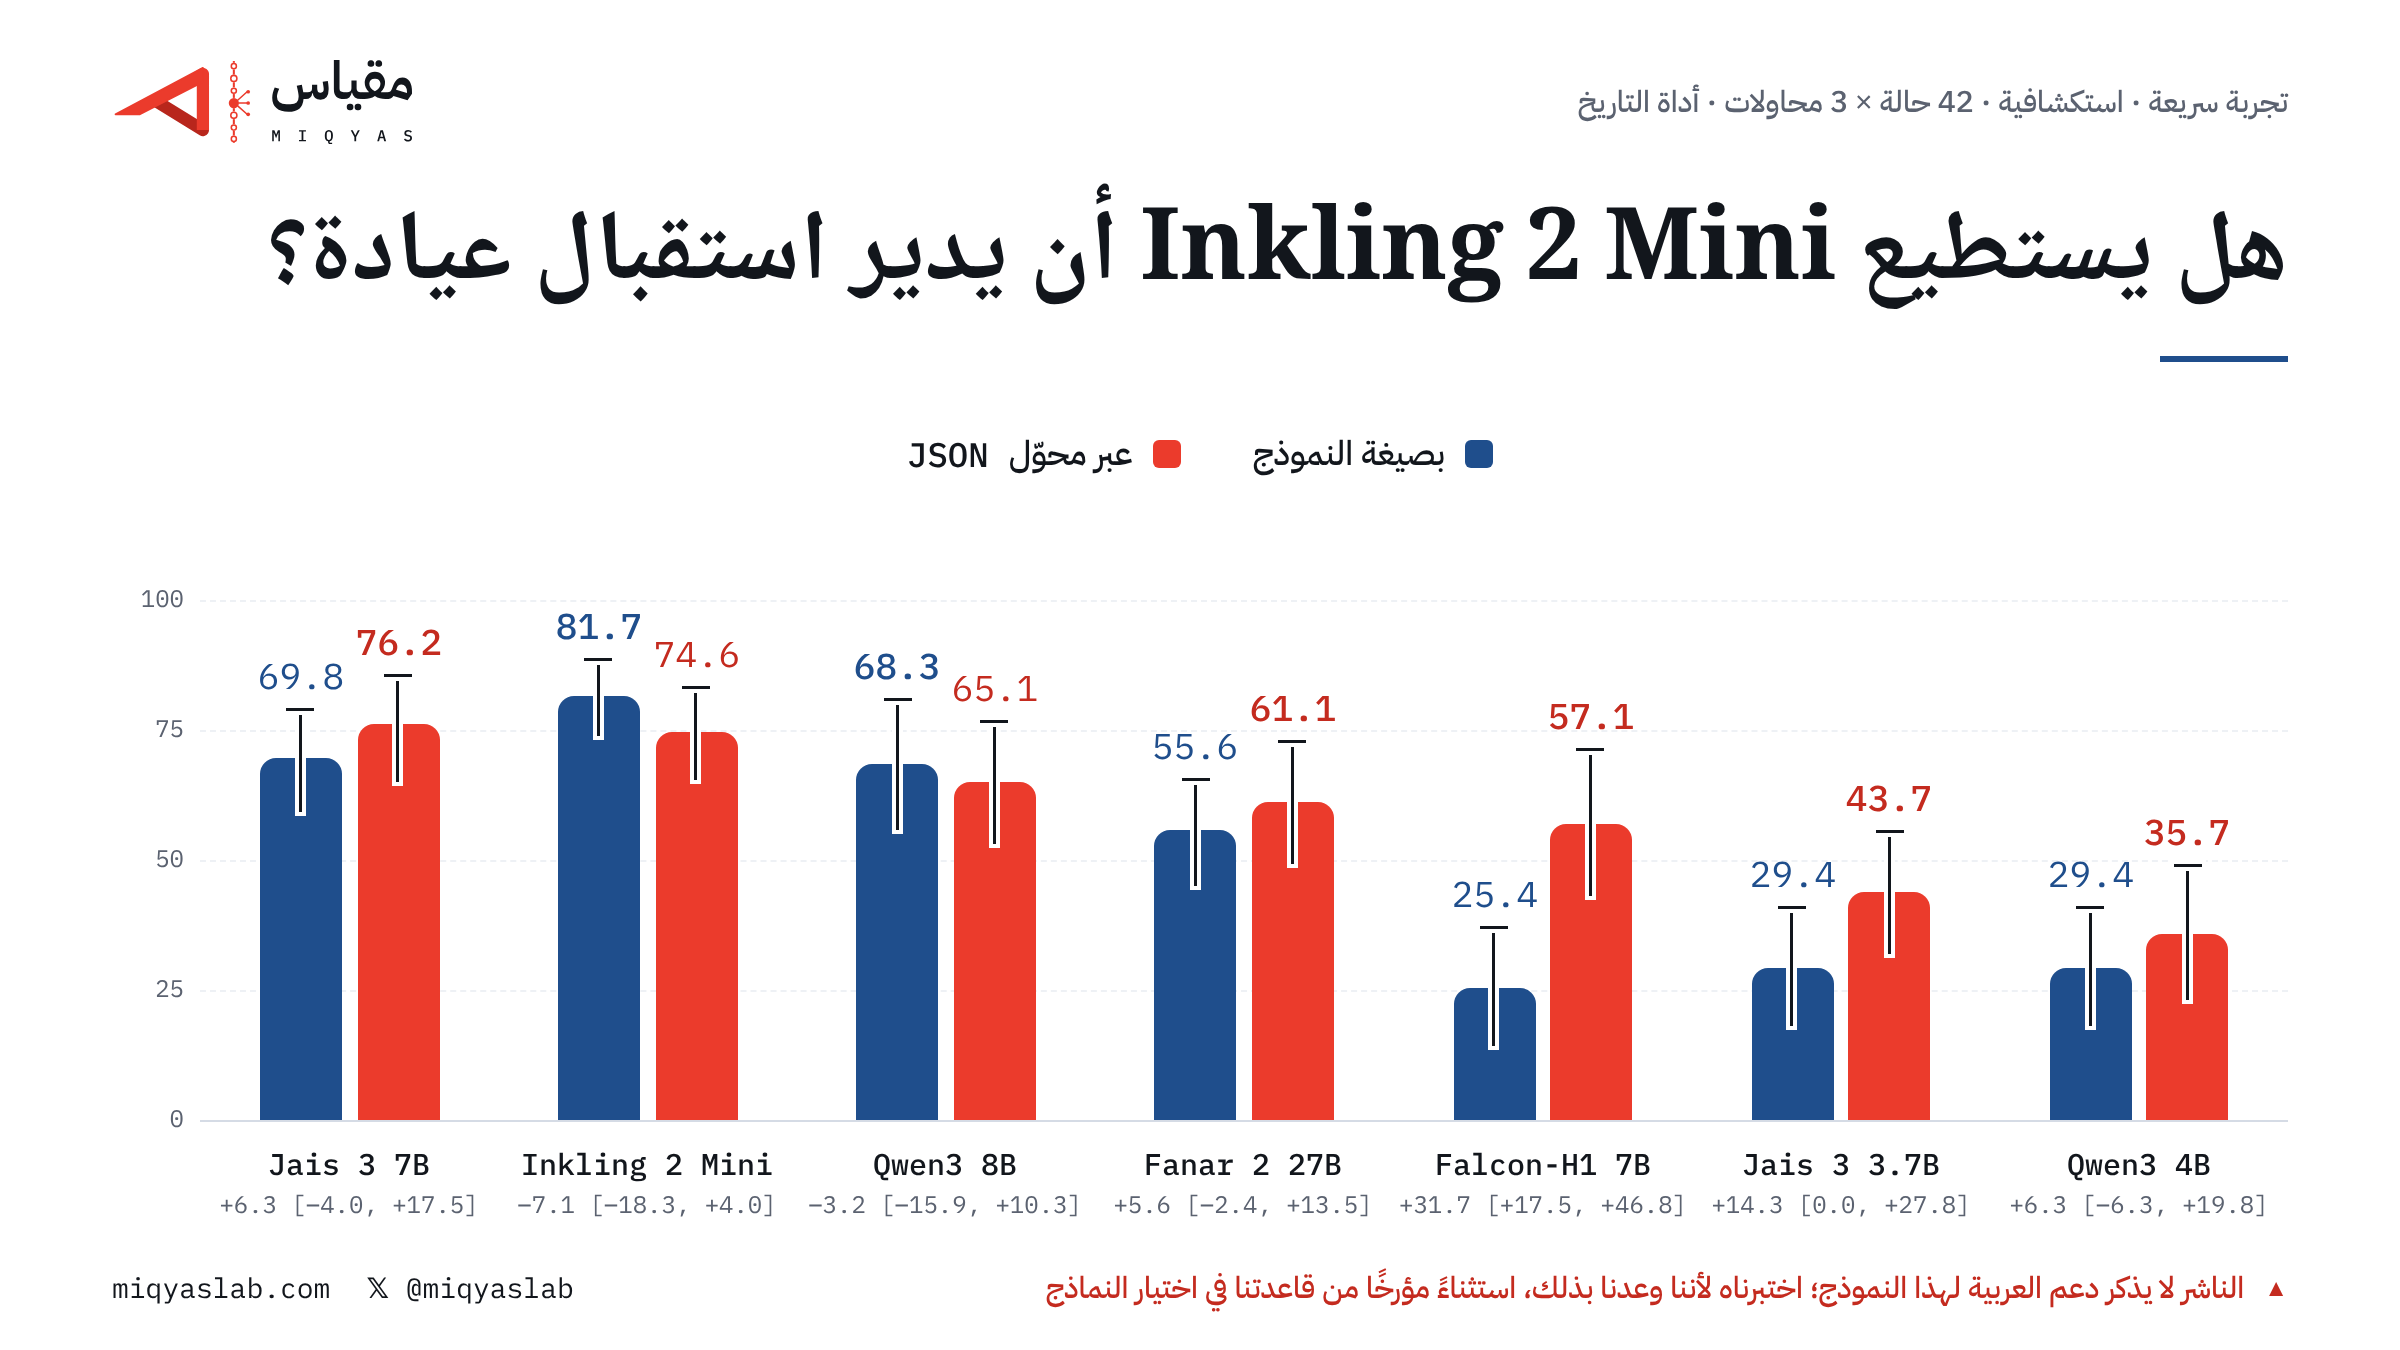 مقياس
MIQYAS
تجربة سريعة · استكشافية · 42 حالة × 3 محاولات · أداة التاريخ
هل يستطيع Inkling 2 Mini أن يدير استقبال عيادة؟
بصيغة النموذج
عبر محوّل JSON
100
75
50
25
0
69.8 76.2
81.7 74.6
68.3 65.1
55.6 61.1
25.4 57.1
29.4 43.7
29.4 35.7
Jais 3 7B
+6.3 [−4.0, +17.5]
Inkling 2 Mini
−7.1 [−18.3, +4.0]
Qwen3 8B
−3.2 [−15.9, +10.3]
Fanar 2 27B
+5.6 [−2.4, +13.5]
Falcon-H1 7B
+31.7 [+17.5, +46.8]
Jais 3 3.7B
+14.3 [0.0, +27.8]
Qwen3 4B
+6.3 [−6.3, +19.8]
▲ الناشر لا يذكر دعم العربية لهذا النموذج؛ اختبرناه لأننا وعدنا بذلك، استثناءً مؤرخًا من قاعدتنا في اختيار النماذج
miqyaslab.com 𝕏 @miqyaslab